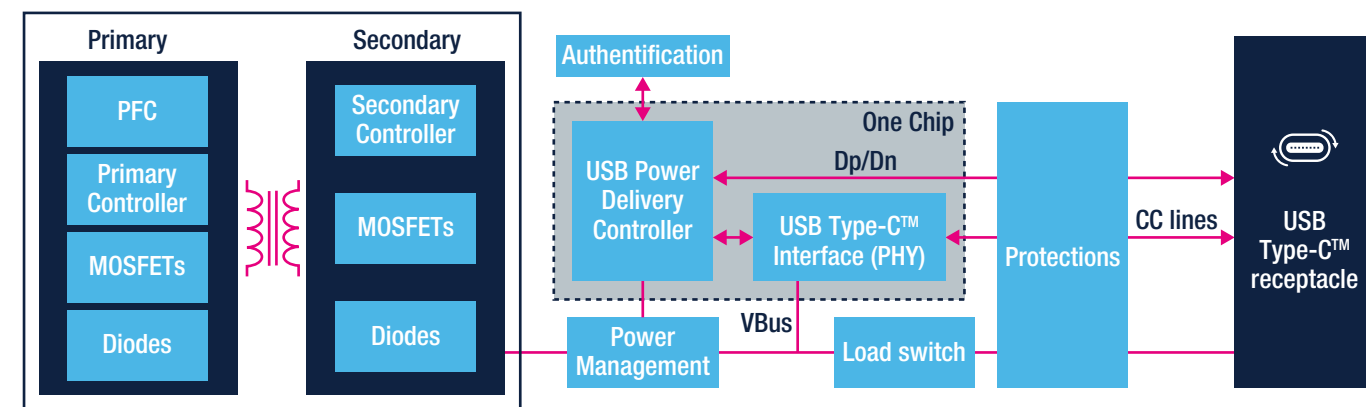 Primary
PFC
Primary
Controller
MOSFETs
Diodes
Secondary
Secondary
Controller
MOSFETs
Diodes
Authentification
One Chip
USB Power
Delivery
Controller
Dp/Dn
USB Type-C™
Interface (PHY)
VBus
Power
Management
Load switch
Protections
CC lines
USB
Type-C™
receptacle